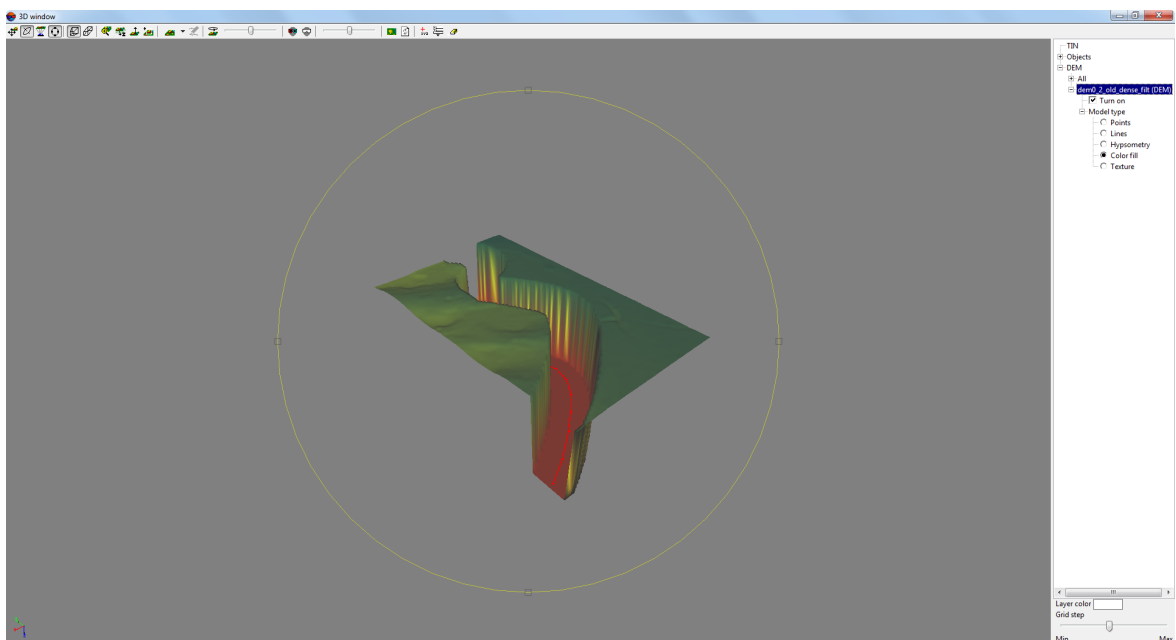 3D window
TIN
Objects
DEM
All
dem0_2_old_dense_filt (DEM)
Turn on
Model type
Points
Lines
Hypsometry
Color fill
Texture
Layer color
Grid step
Min Max